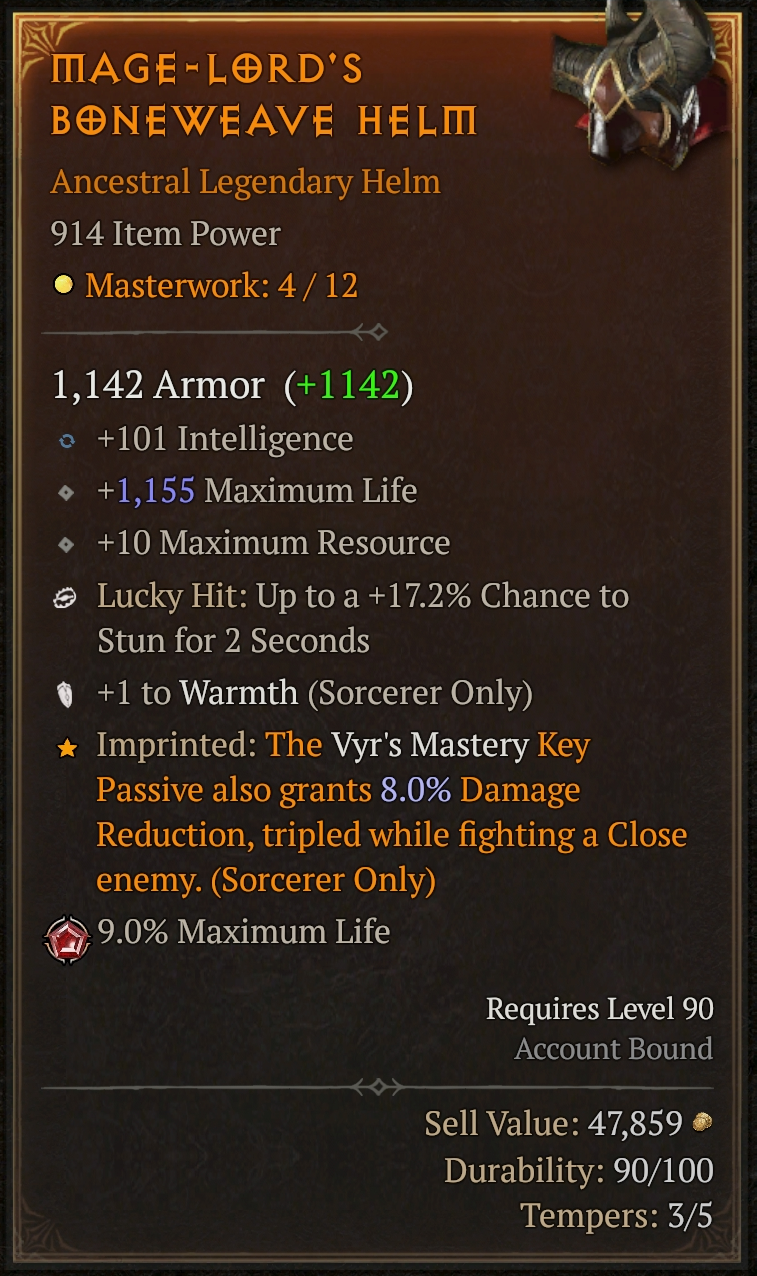 MAGE-LORD'S
BONEWEAVE HELM
Ancestral Legendary Helm
914 Item Power
Masterwork: 4 / 12
1,142 Armor (+1142)
+101 Intelligence
+1,155 Maximum Life
+10 Maximum Resource
Lucky Hit: Up to a +17.2% Chance to
Stun for 2 Seconds
+1 to Warmth (Sorcerer Only)
Imprinted: The Vyr's Mastery Key
Passive also grants 8.0% Damage
Reduction, tripled while fighting a Close
enemy. (Sorcerer Only)
9.0% Maximum Life
Requires Level 90
Account Bound
Sell Value: 47,859
Durability: 90/100
Tempers: 3/5